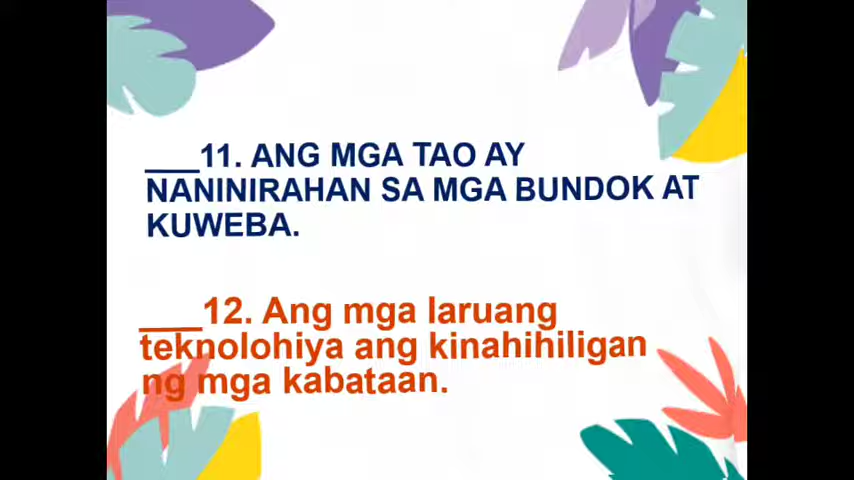 ___11. ANG MGA TAO AY
NANINIRAHAN SA MGA BUNDOK AT
KUWEBA.
___12. Ang mga laruang
teknolohiya ang kinahihiligan
ng mga kabataan.